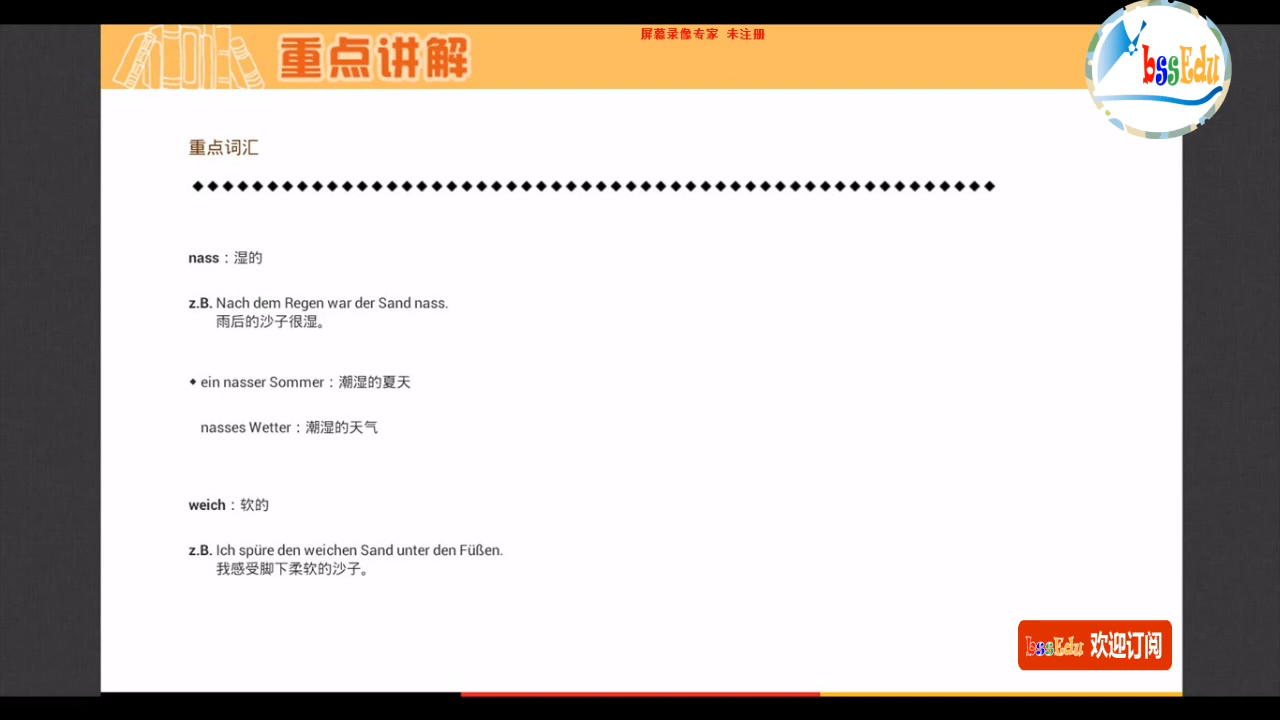 屏幕录像专家 未注册
重点讲解
bssEdu
重点词汇
nass：湿的
z.B. Nach dem Regen war der Sand nass.
雨后的沙子很湿。
ein nasser Sommer：潮湿的夏天
nasses Wetter：潮湿的天气
weich：软的
z.B. Ich spüre den weichen Sand unter den Füßen.
我感受脚下柔软的沙子。
bssEdu 欢迎订阅